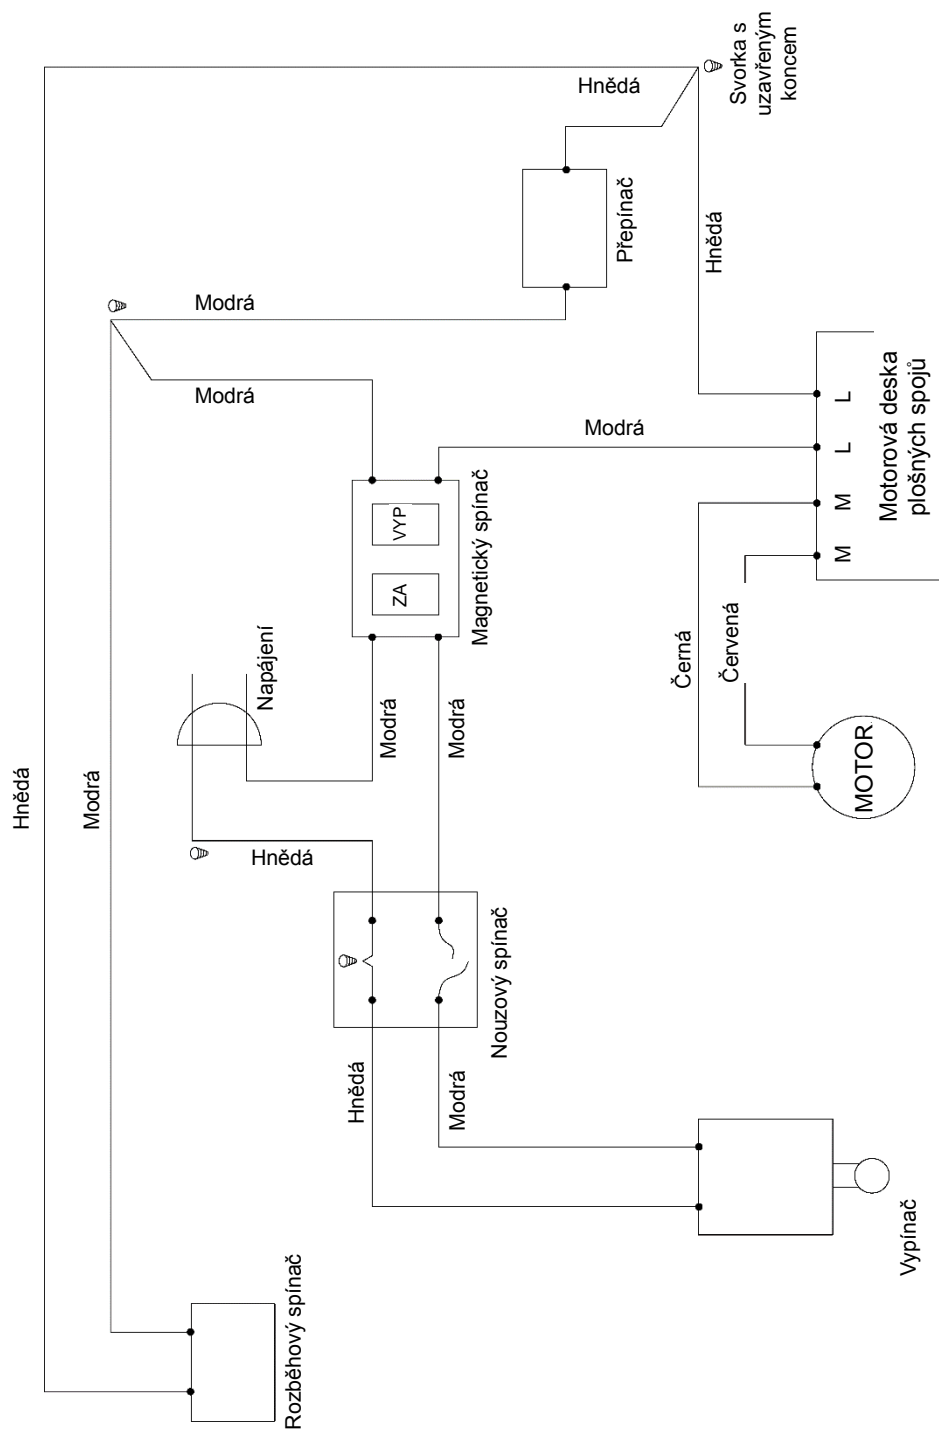 Svorka s
uzavřeným
koncem
Hnědá
Přepínač
Hnědá
Modrá
Modrá
Modrá
Motorová deska
plošných spojů
L
L
M
M
VYP
ZA
Magnetický spínač
Napájení
Černá
Červená
Modrá
Modrá
MOTOR
Hnědá
Modrá
Hnědá
Nouzový spínač
Hnědá
Modrá
Vypínač
Rozběhový spínač